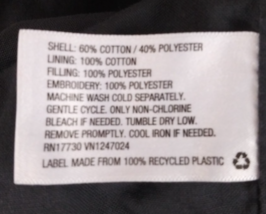 SHELL: 60% COTTON / 40% POLYESTER
LINING: 100% COTTON
FILLING: 100% POLYESTER
EMBROIDERY: 100% POLYESTER
MACHINE WASH COLD SEPARATELY.
GENTLE CYCLE. ONLY NON-CHLORINE
BLEACH IF NEEDED. TUMBLE DRY LOW.
REMOVE PROMPTLY. COOL IRON IF NEEDED.
RN17730 VN1247024
LABEL MADE FROM 100% RECYCLED PLASTIC